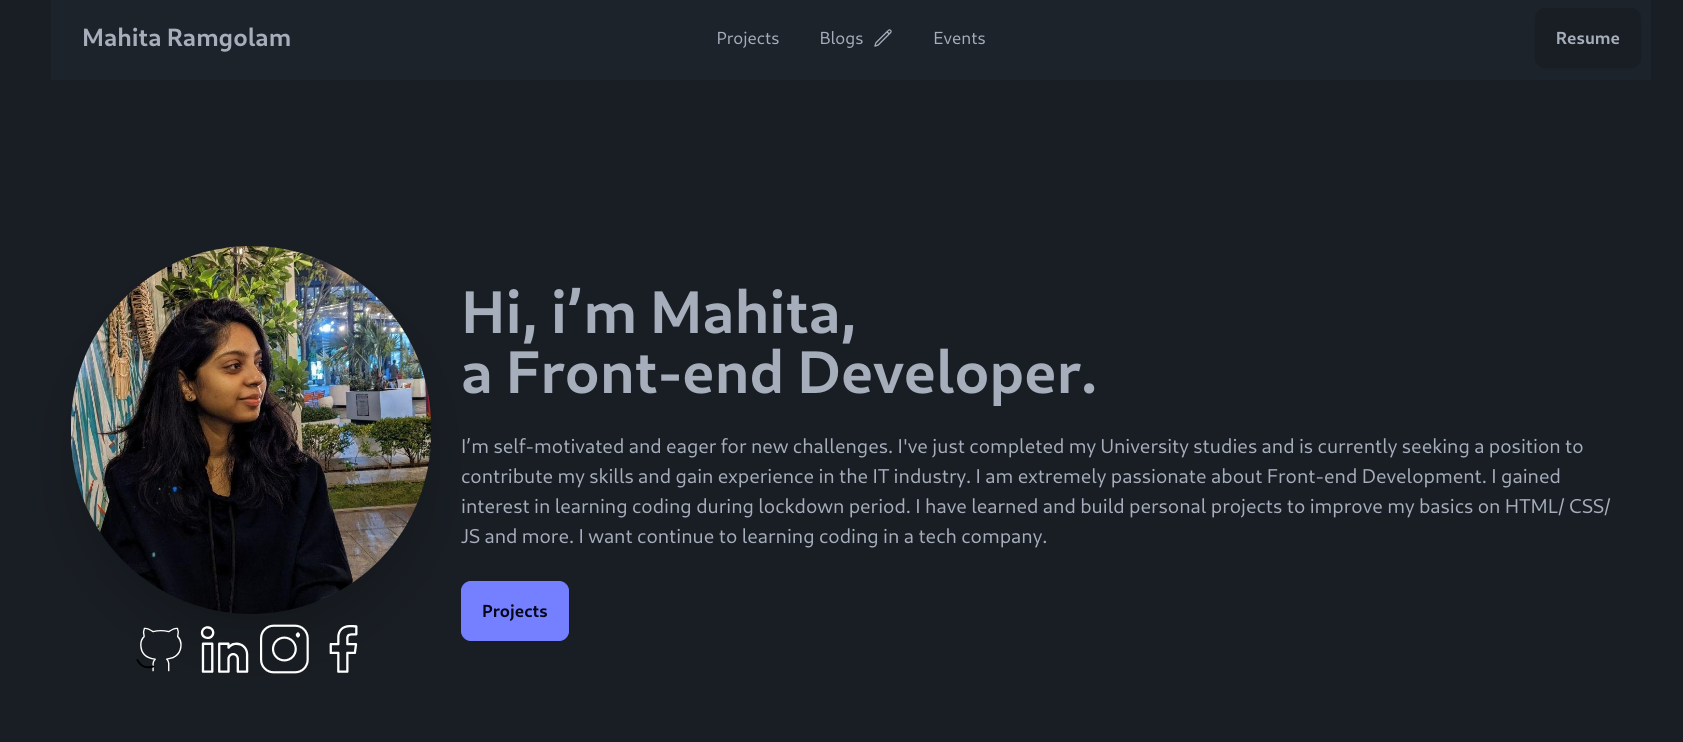 Mahita Ramgolam
Projects
Blogs
Events
Resume
Hi, i’m Mahita,
a Front-end Developer.
I’m self-motivated and eager for new challenges. I've just completed my University studies and is currently seeking a position to
contribute my skills and gain experience in the IT industry. I am extremely passionate about Front-end Development. I gained
interest in learning coding during lockdown period. I have learned and build personal projects to improve my basics on HTML/ CSS/
JS and more. I want continue to learning coding in a tech company.
Projects
in